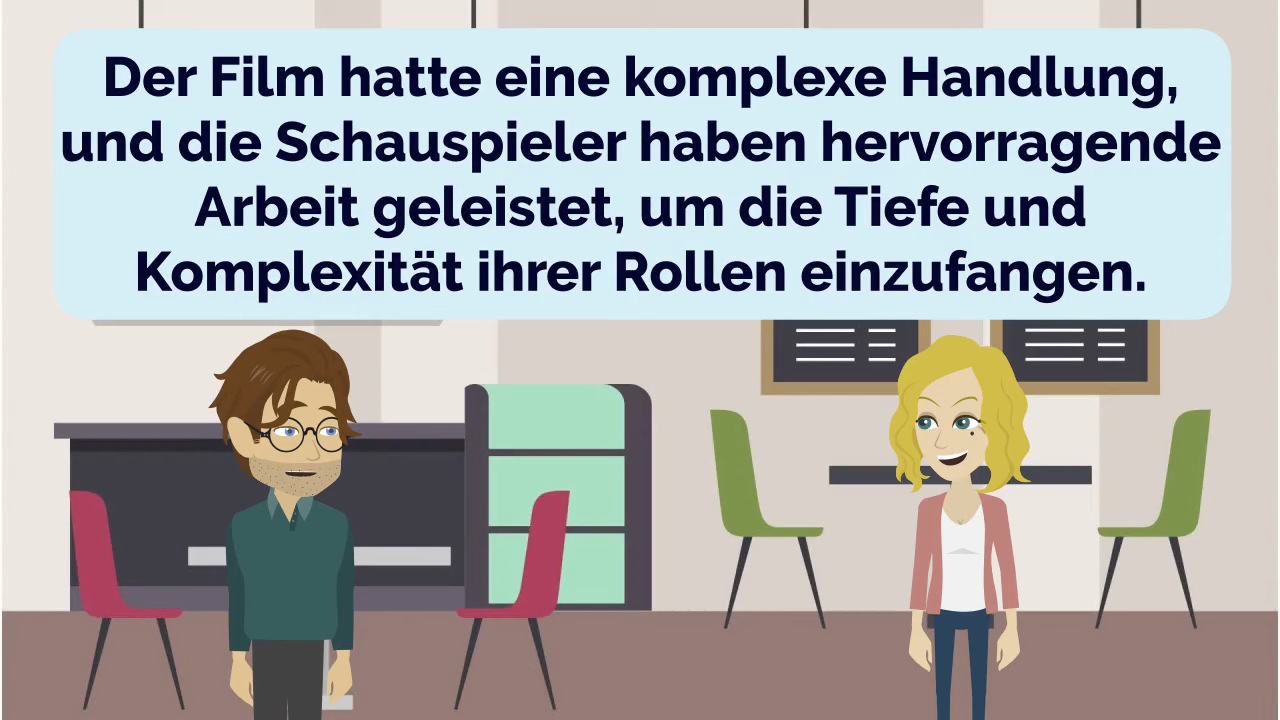 Der Film hatte eine komplexe Handlung,
und die Schauspieler haben hervorragende
Arbeit geleistet, um die Tiefe und
Komplexität ihrer Rollen einzufangen.